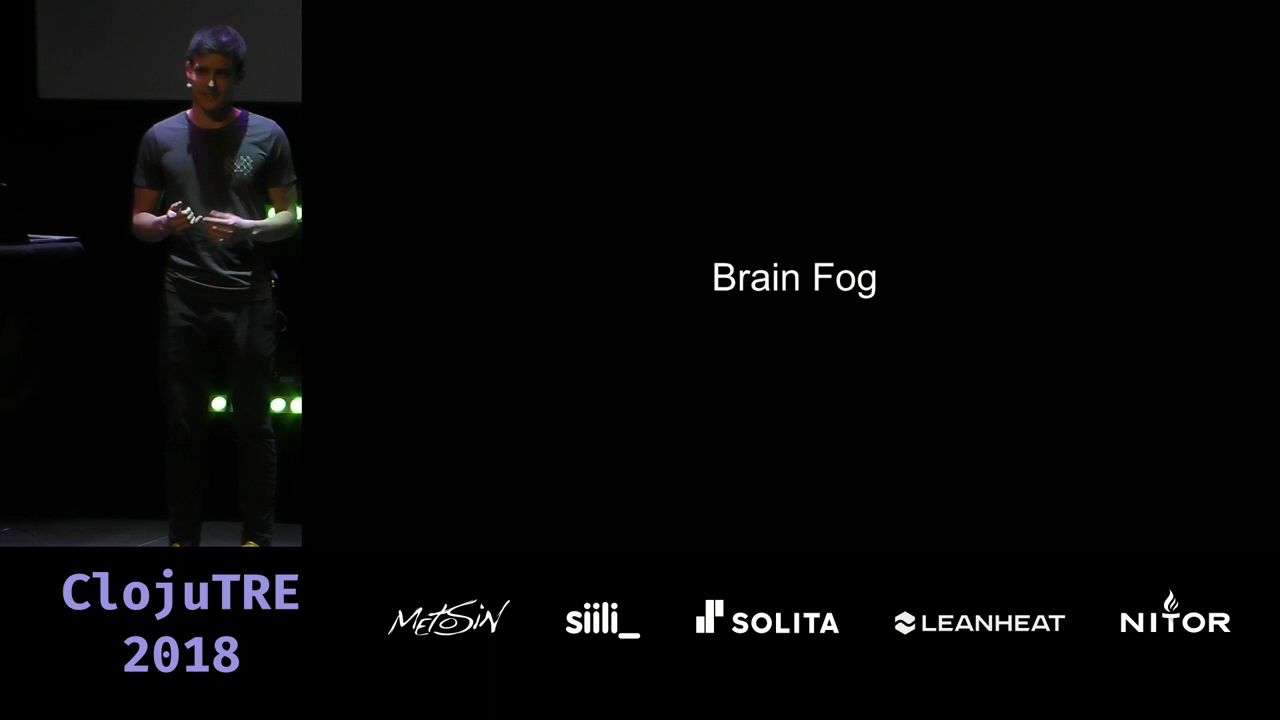 Brain Fog
ClojuTRE
2018
METOSIN
siili_
SOLITA
LEANHEAT
NITOR